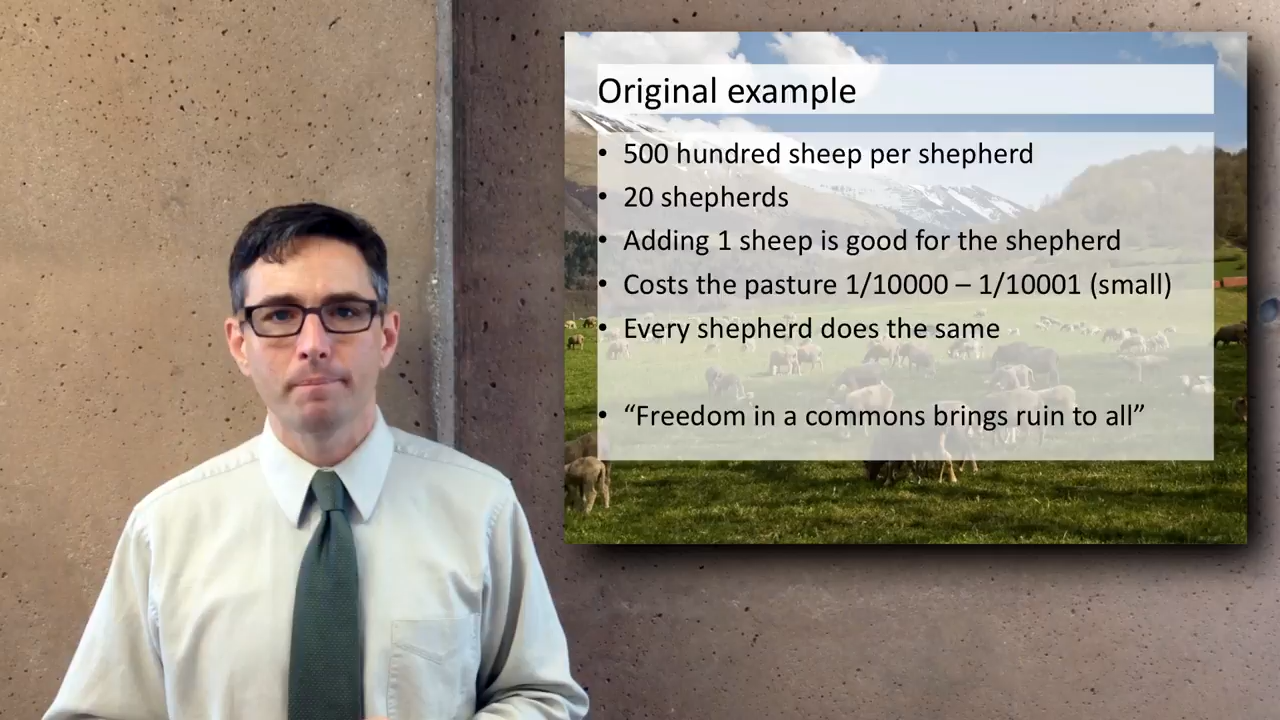 Original example
• 500 hundred sheep per shepherd
• 20 shepherds
• Adding 1 sheep is good for the shepherd
• Costs the pasture 1/10000 – 1/10001 (small)
• Every shepherd does the same
• “Freedom in a commons brings ruin to all”